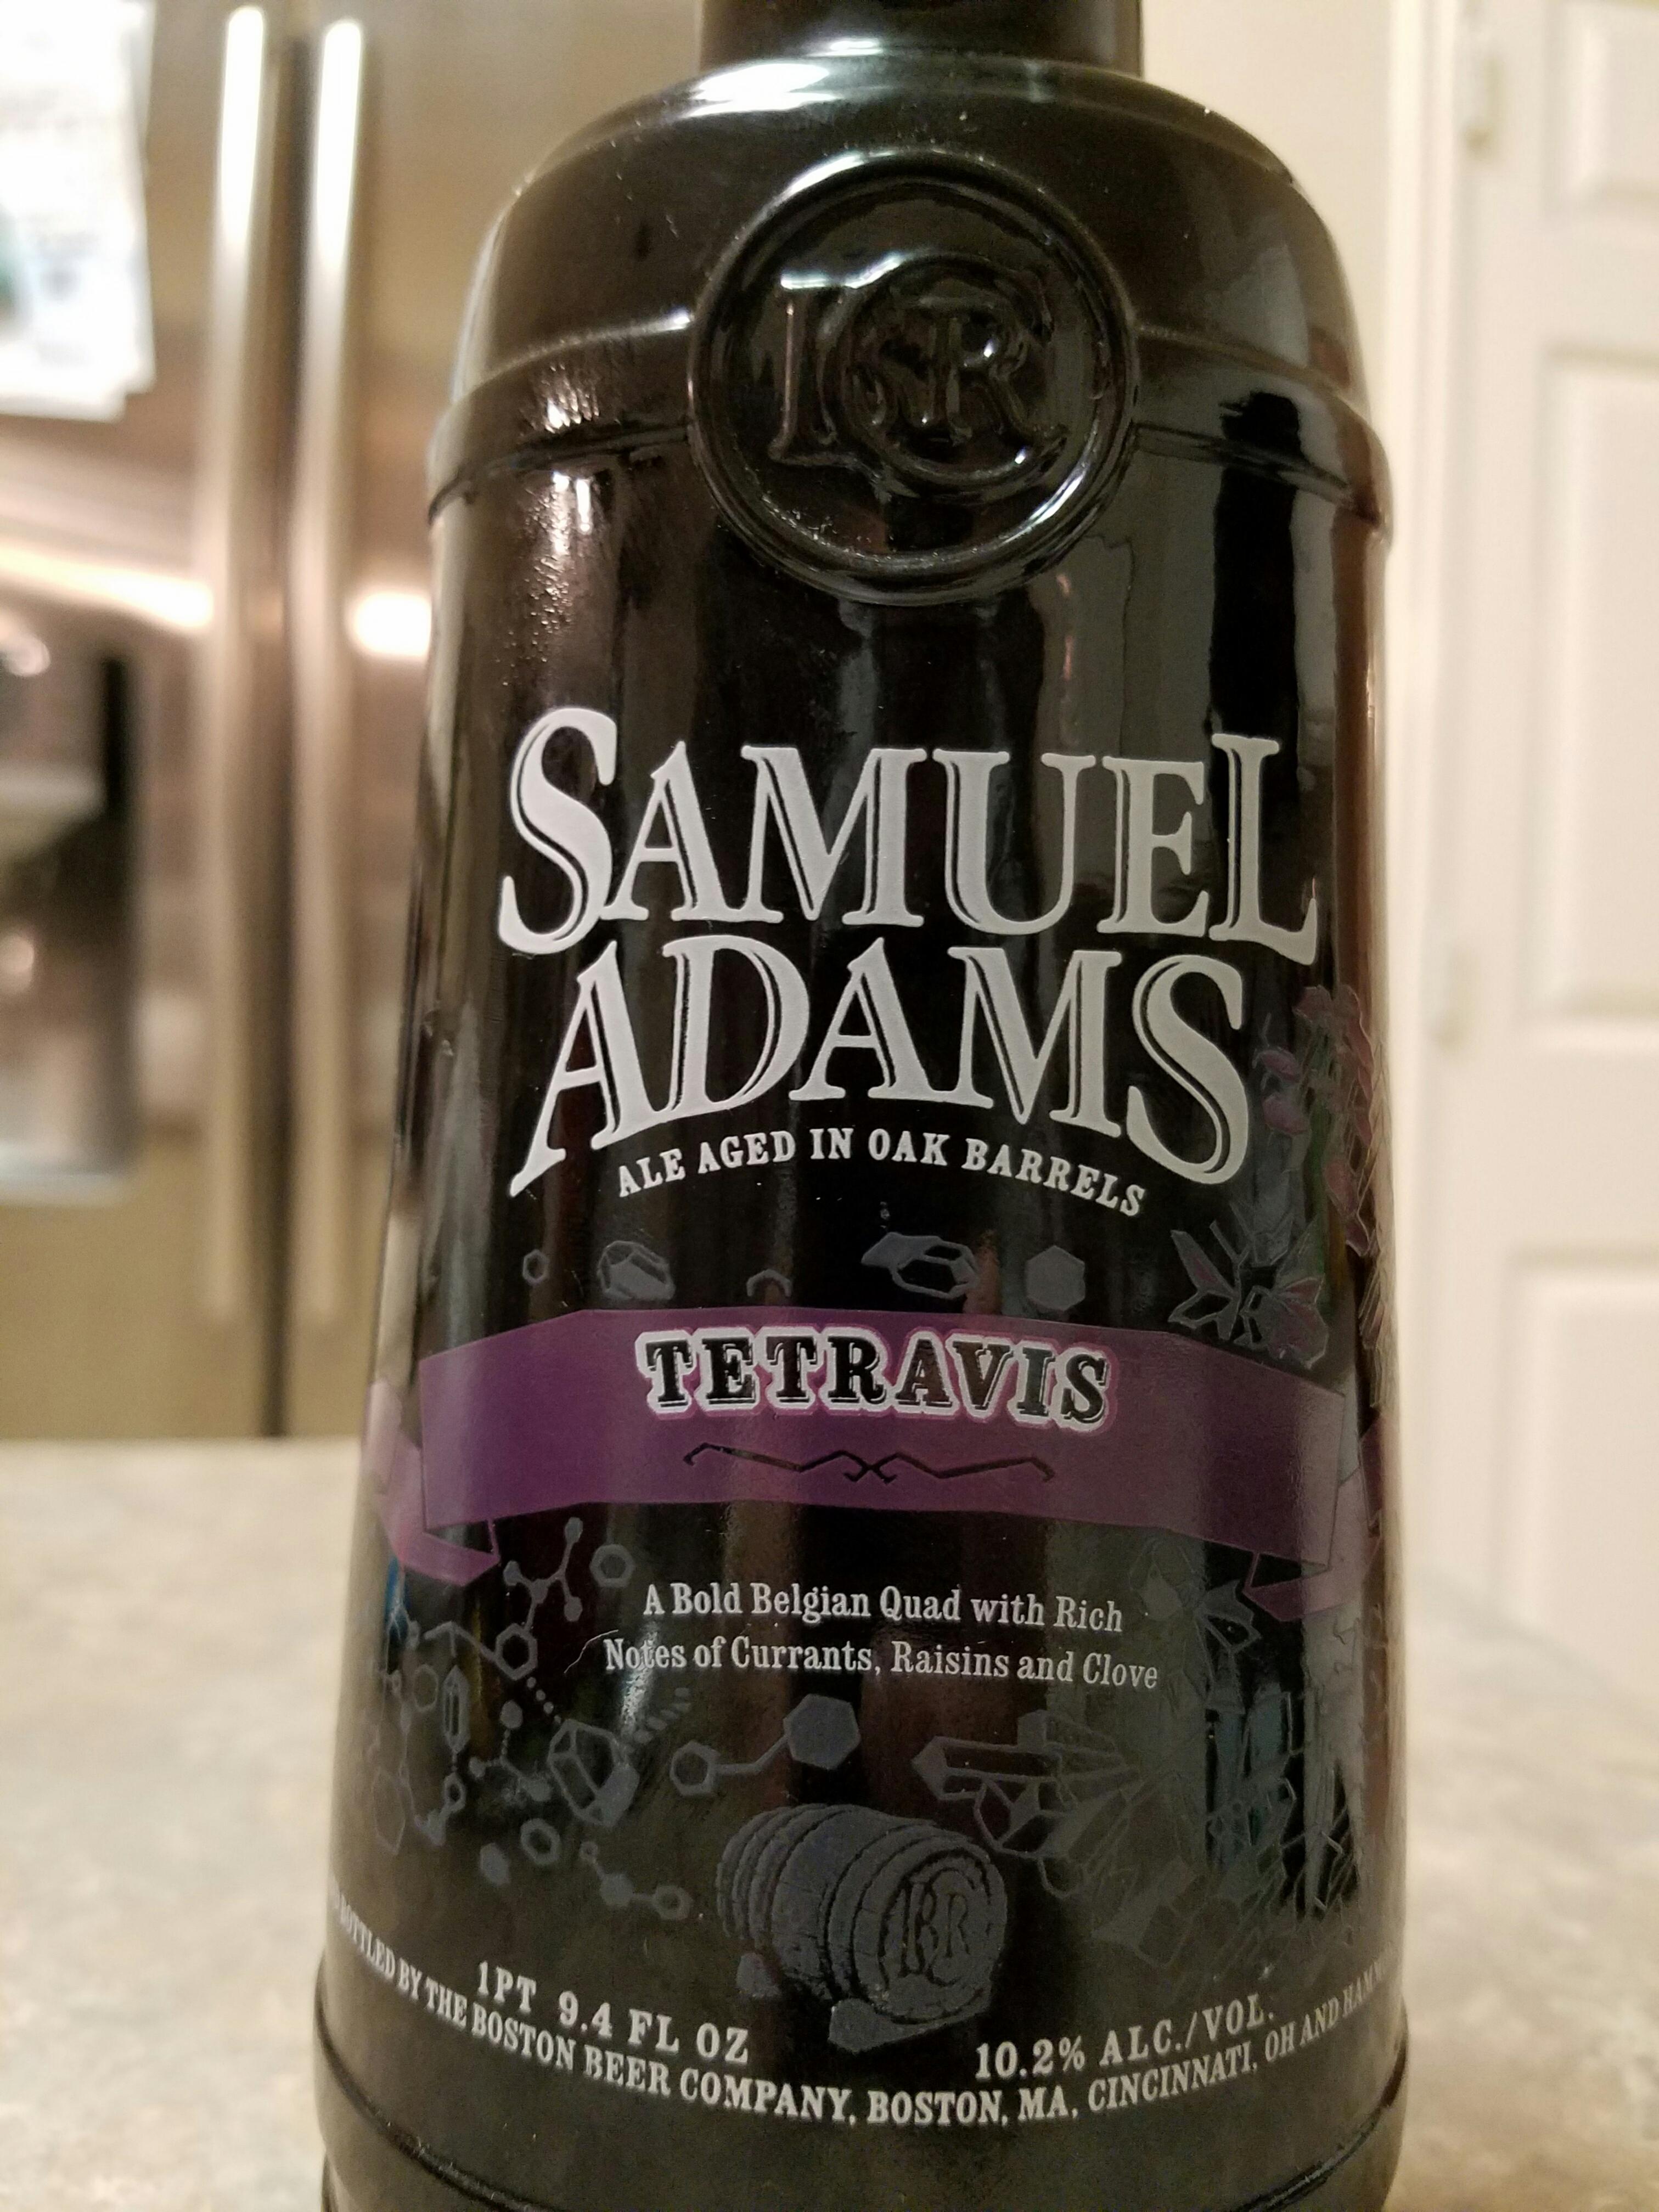 SAMUEL
ADAMS
ALE AGED IN OAK BARRELS
TETRAVIS
A Bold Belgian Quad with Rich
Notes of Currants, Raisins and Clove
BBC
1PT 9.4 FL OZ
10.2% ALC./VOL.
BOTTLED BY THE BOSTON BEER COMPANY, BOSTON, MA, CINCINNATI, OH AND